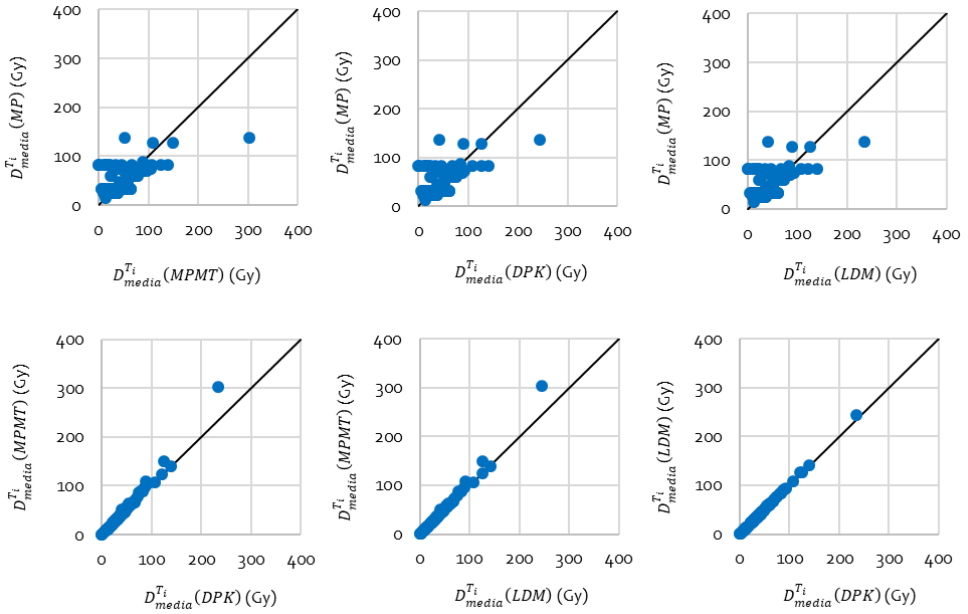 400
300
200
100
0
0 100 200 300 400
D^{T_i}_{media}(MP) (Gy)
D^{T_i}_{media}(MPMT) (Gy)
400
300
200
100
0
0 100 200 300 400
D^{T_i}_{media}(MP) (Gy)
D^{T_i}_{media}(DPK) (Gy)
400
300
200
100
0
0 100 200 300 400
D^{T_i}_{media}(MP) (Gy)
D^{T_i}_{media}(LDM) (Gy)
400
300
200
100
0
0 100 200 300 400
D^{T_i}_{media}(MPMT) (Gy)
D^{T_i}_{media}(DPK) (Gy)
400
300
200
100
0
0 100 200 300 400
D^{T_i}_{media}(MPMT) (Gy)
D^{T_i}_{media}(LDM) (Gy)
400
300
200
100
0
0 100 200 300 400
D^{T_i}_{media}(LDM) (Gy)
D^{T_i}_{media}(DPK) (Gy)